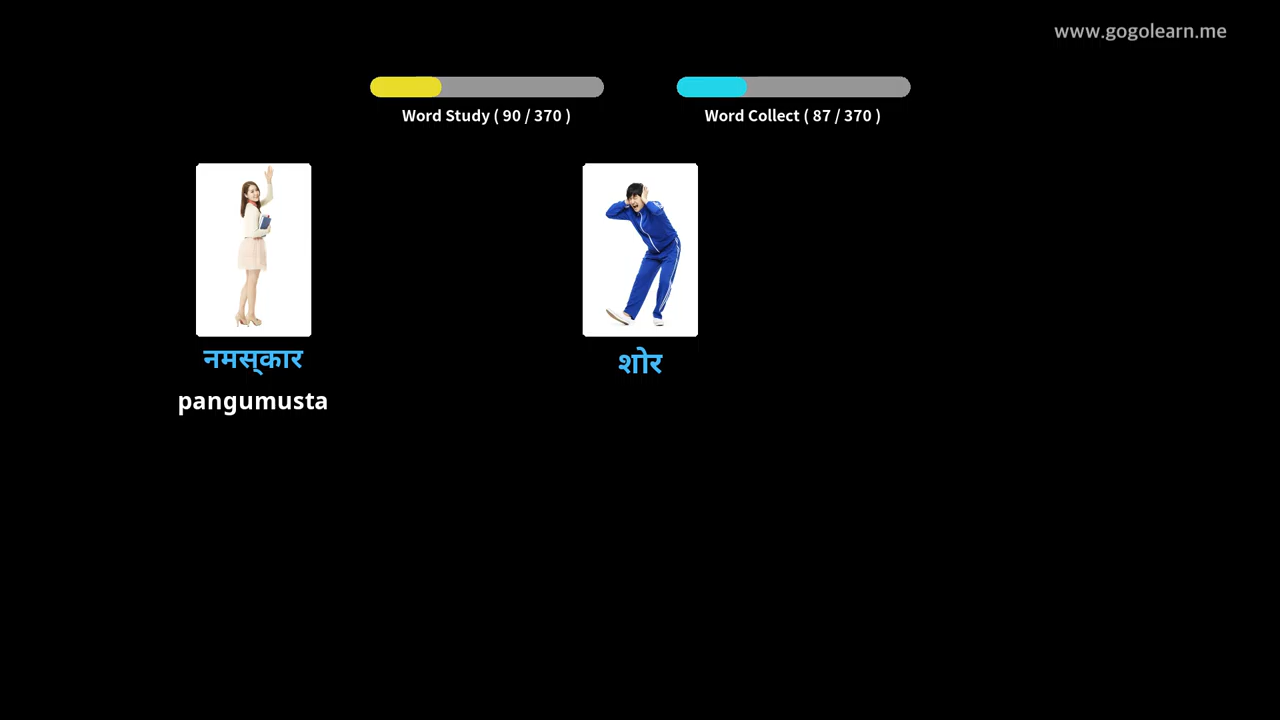 www.gogolearn.me
Word Study ( 90 / 370 )
Word Collect ( 87 / 370 )
नमस्कार
शोर
pangumusta